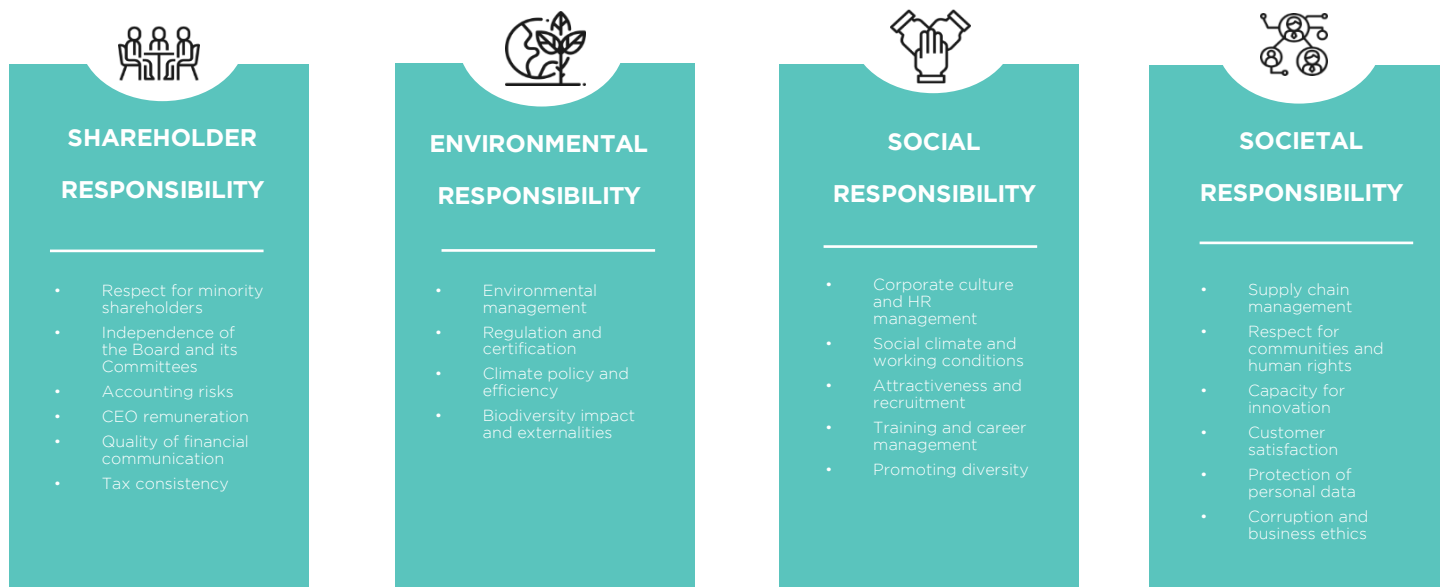 SHAREHOLDER
RESPONSIBILITY
• Respect for minority
shareholders
• Independence of
the Board and its
Committees
• Accounting risks
• CEO remuneration
• Quality of financial
communication
• Tax consistency
ENVIRONMENTAL
RESPONSIBILITY
• Environmental
management
• Regulation and
certification
• Climate policy and
efficiency
• Biodiversity impact
and externalities
SOCIAL
RESPONSIBILITY
• Corporate culture
and HR
management
• Social climate and
working conditions
• Attractiveness and
recruitment
• Training and career
management
• Promoting diversity
SOCIETAL
RESPONSIBILITY
• Supply chain
management
• Respect for
communities and
human rights
• Capacity for
innovation
• Customer
satisfaction
• Protection of
personal data
• Corruption and
business ethics